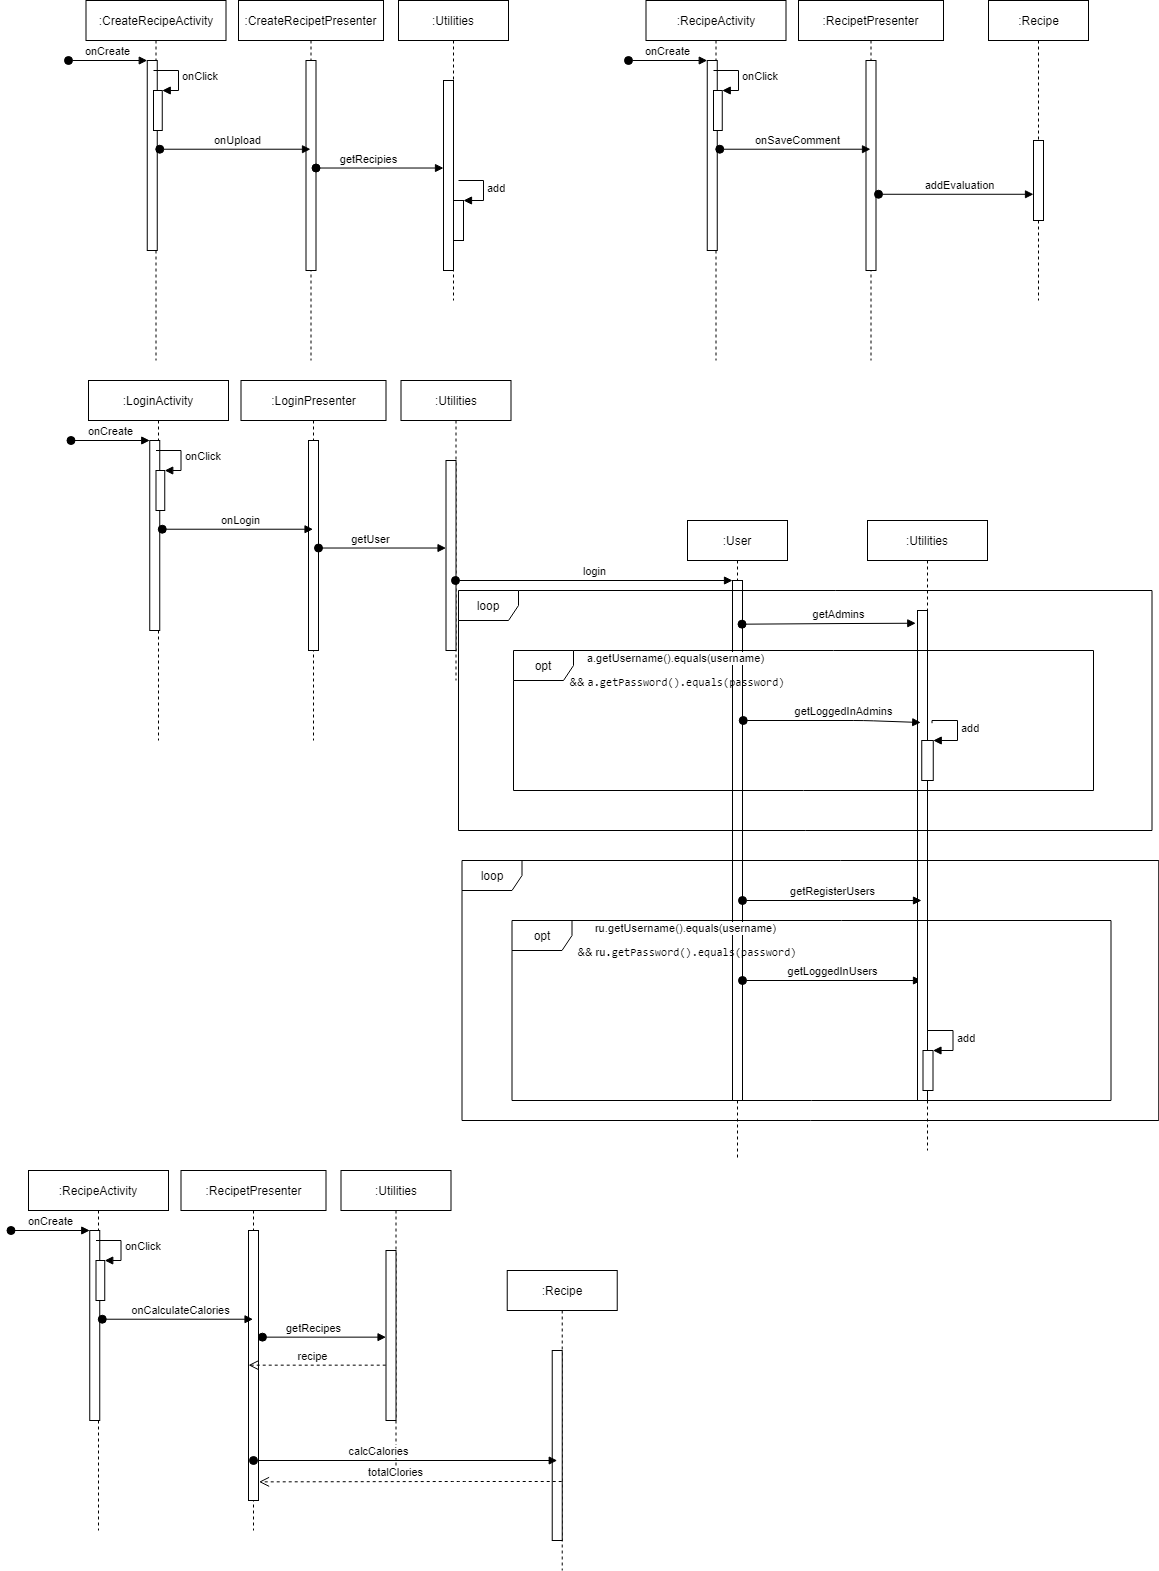 :CreateRecipeActivity
:CreateRecipetPresenter
:Utilities
onCreate
onClick
onUpload
getRecipies
add
:RecipeActivity
:RecipetPresenter
:Recipe
onCreate
onClick
onSaveComment
addEvaluation
:LoginActivity
:LoginPresenter
:Utilities
onCreate
onClick
onLogin
getUser
:User
:Utilities
login
loop
getAdmins
opt
a.getUsername().equals(username)
&& a.getPassword().equals(password)
getLoggedInAdmins
add
loop
getRegisterUsers
opt
ru.getUsername().equals(username)
&& ru.getPassword().equals(password)
getLoggedInUsers
add
:RecipeActivity
:RecipetPresenter
:Utilities
onCreate
onClick
:Recipe
onCalculateCalories
getRecipes
recipe
calcCalories
totalClories